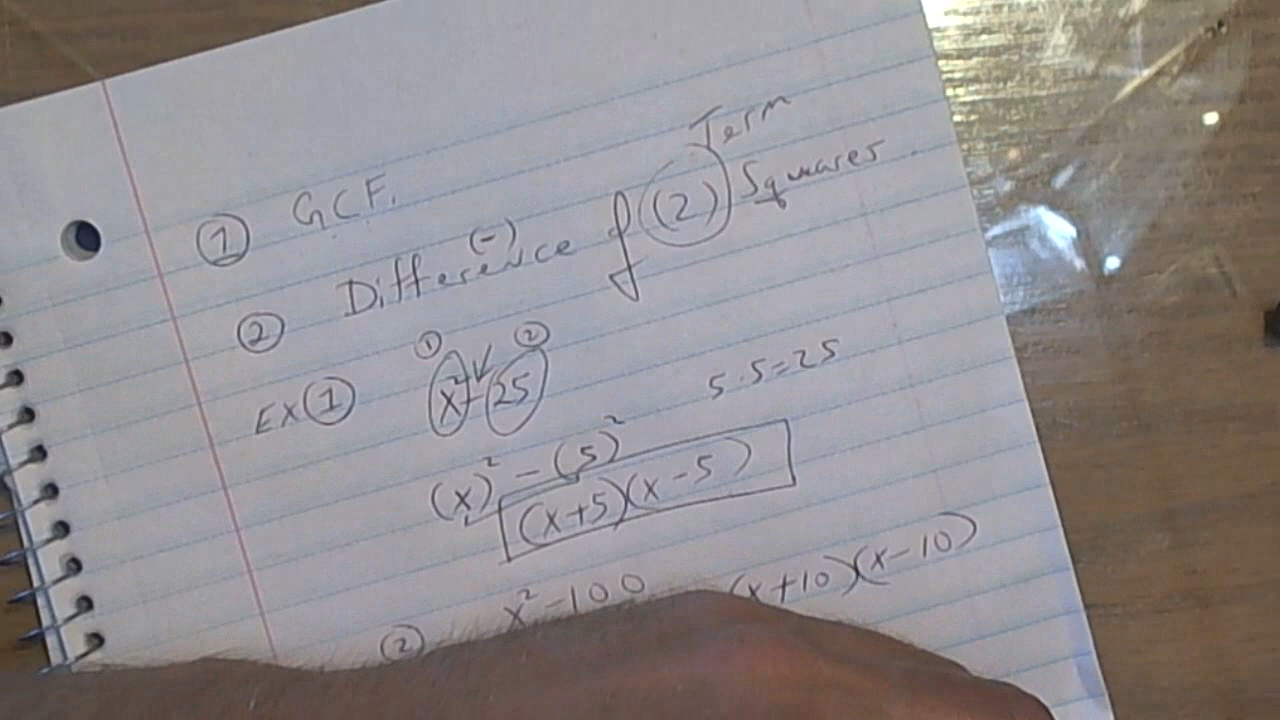 ① GCF.
Term
② Difference of (2) Squares
(-)
① ②
Ex ① x² - 25
5.5=25
(x)² - (5)²
(x+5)(x-5)
② x² - 100 (x+10)(x-10)